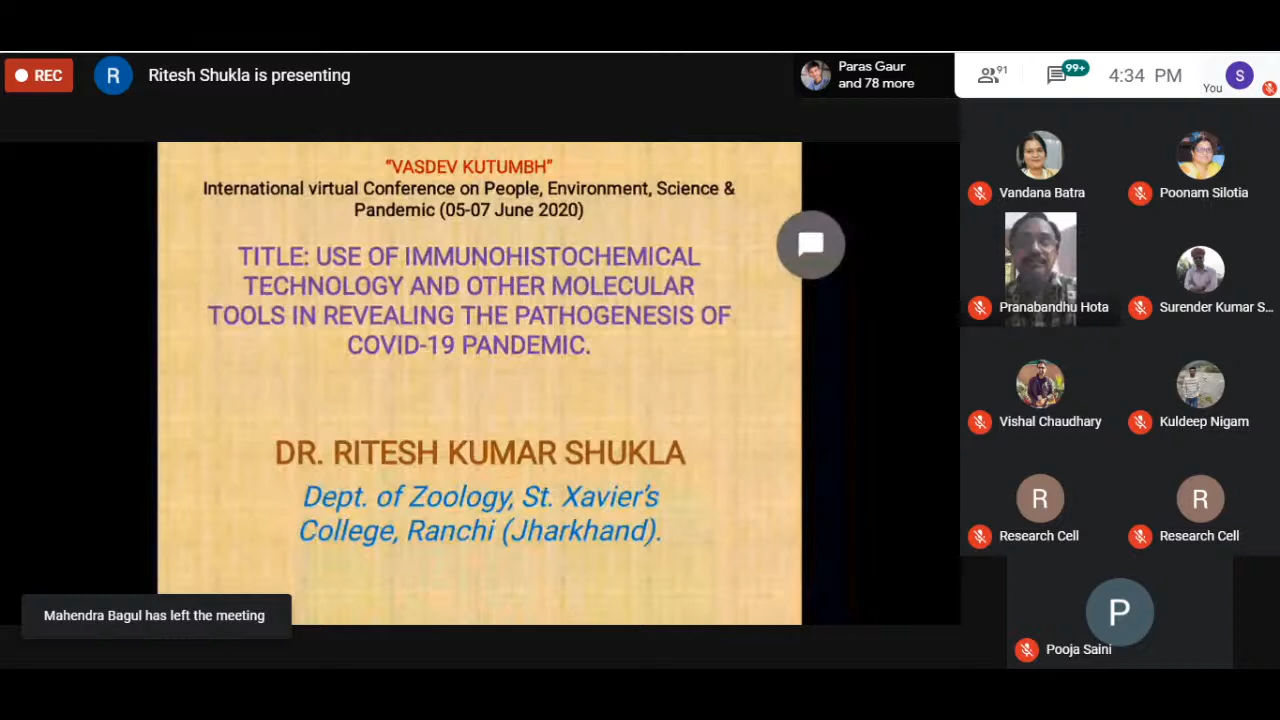 REC
R
Ritesh Shukla is presenting
Paras Gaur
and 78 more
91
99+
4:34 PM
You
S
"VASDEV KUTUMBH"
International virtual Conference on People, Environment, Science &
Pandemic (05-07 June 2020)
TITLE: USE OF IMMUNOHISTOCHEMICAL
TECHNOLOGY AND OTHER MOLECULAR
TOOLS IN REVEALING THE PATHOGENESIS OF
COVID-19 PANDEMIC.
DR. RITESH KUMAR SHUKLA
Dept. of Zoology, St. Xavier's
College, Ranchi (Jharkhand).
Mahendra Bagul has left the meeting
Vandana Batra
Poonam Silotia
Pranabandhu Hota
Surender Kumar S...
Vishal Chaudhary
Kuldeep Nigam
R
R
Research Cell
Research Cell
P
Pooja Saini